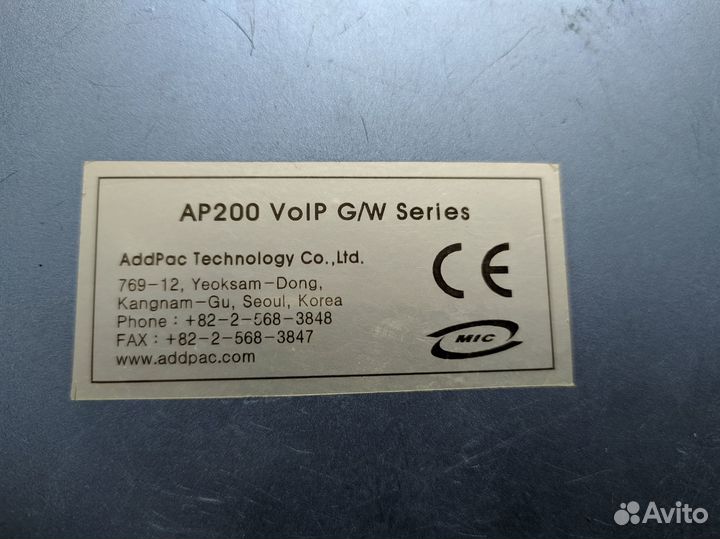 AP200 VoIP G/W Series
AddPac Technology Co.,Ltd.
769-12, Yeoksam-Dong,
Kangnam-Gu, Seoul, Korea
Phone : +82-2-568-3848
FAX : +82-2-568-3847
www.addpac.com
CE
MIC
Avito